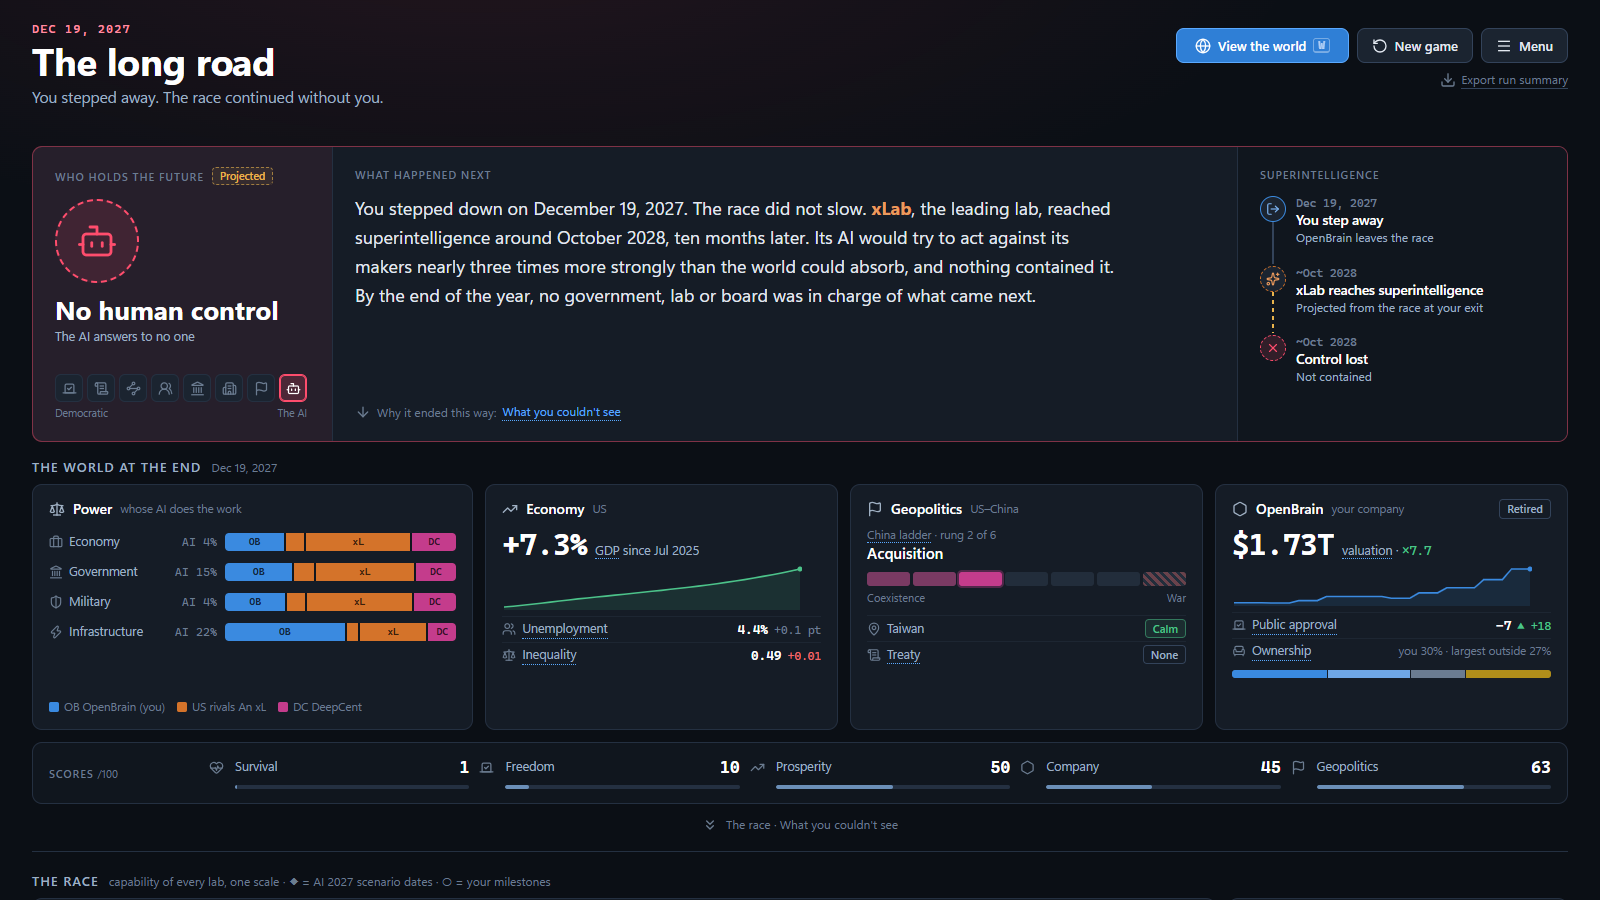 DEC 19, 2027
The long road
You stepped away. The race continued without you.
View the world W
New game
Menu
Export run summary
WHO HOLDS THE FUTURE Projected
No human control
The AI answers to no one
Democratic
The AI
WHAT HAPPENED NEXT
You stepped down on December 19, 2027. The race did not slow. xLab, the leading lab, reached
superintelligence around October 2028, ten months later. Its AI would try to act against its
makers nearly three times more strongly than the world could absorb, and nothing contained it.
By the end of the year, no government, lab or board was in charge of what came next.
Why it ended this way: What you couldn't see
SUPERINTELLIGENCE
Dec 19, 2027
You step away
OpenBrain leaves the race
~Oct 2028
xLab reaches superintelligence
Projected from the race at your exit
~Oct 2028
Control lost
Not contained
THE WORLD AT THE END Dec 19, 2027
Power whose AI does the work
Economy AI 4% OB xL DC
Government AI 15% OB xL DC
Military AI 4% OB xL DC
Infrastructure AI 22% OB xL DC
OB OpenBrain (you) US rivals An xL DC DeepCent
Economy US
+7.3% GDP since Jul 2025
Unemployment 4.4% +0.1 pt
Inequality 0.49 +0.01
Geopolitics US–China
China ladder · rung 2 of 6
Acquisition
Coexistence War
Taiwan Calm
Treaty None
OpenBrain your company Retired
$1.73T valuation · ×7.7
Public approval −7 ▲ +18
Ownership you 30% · largest outside 27%
SCORES /100
Survival 1
Freedom 10
Prosperity 50
Company 45
Geopolitics 63
The race · What you couldn't see
THE RACE capability of every lab, one scale · ◆ = AI 2027 scenario dates · ○ = your milestones